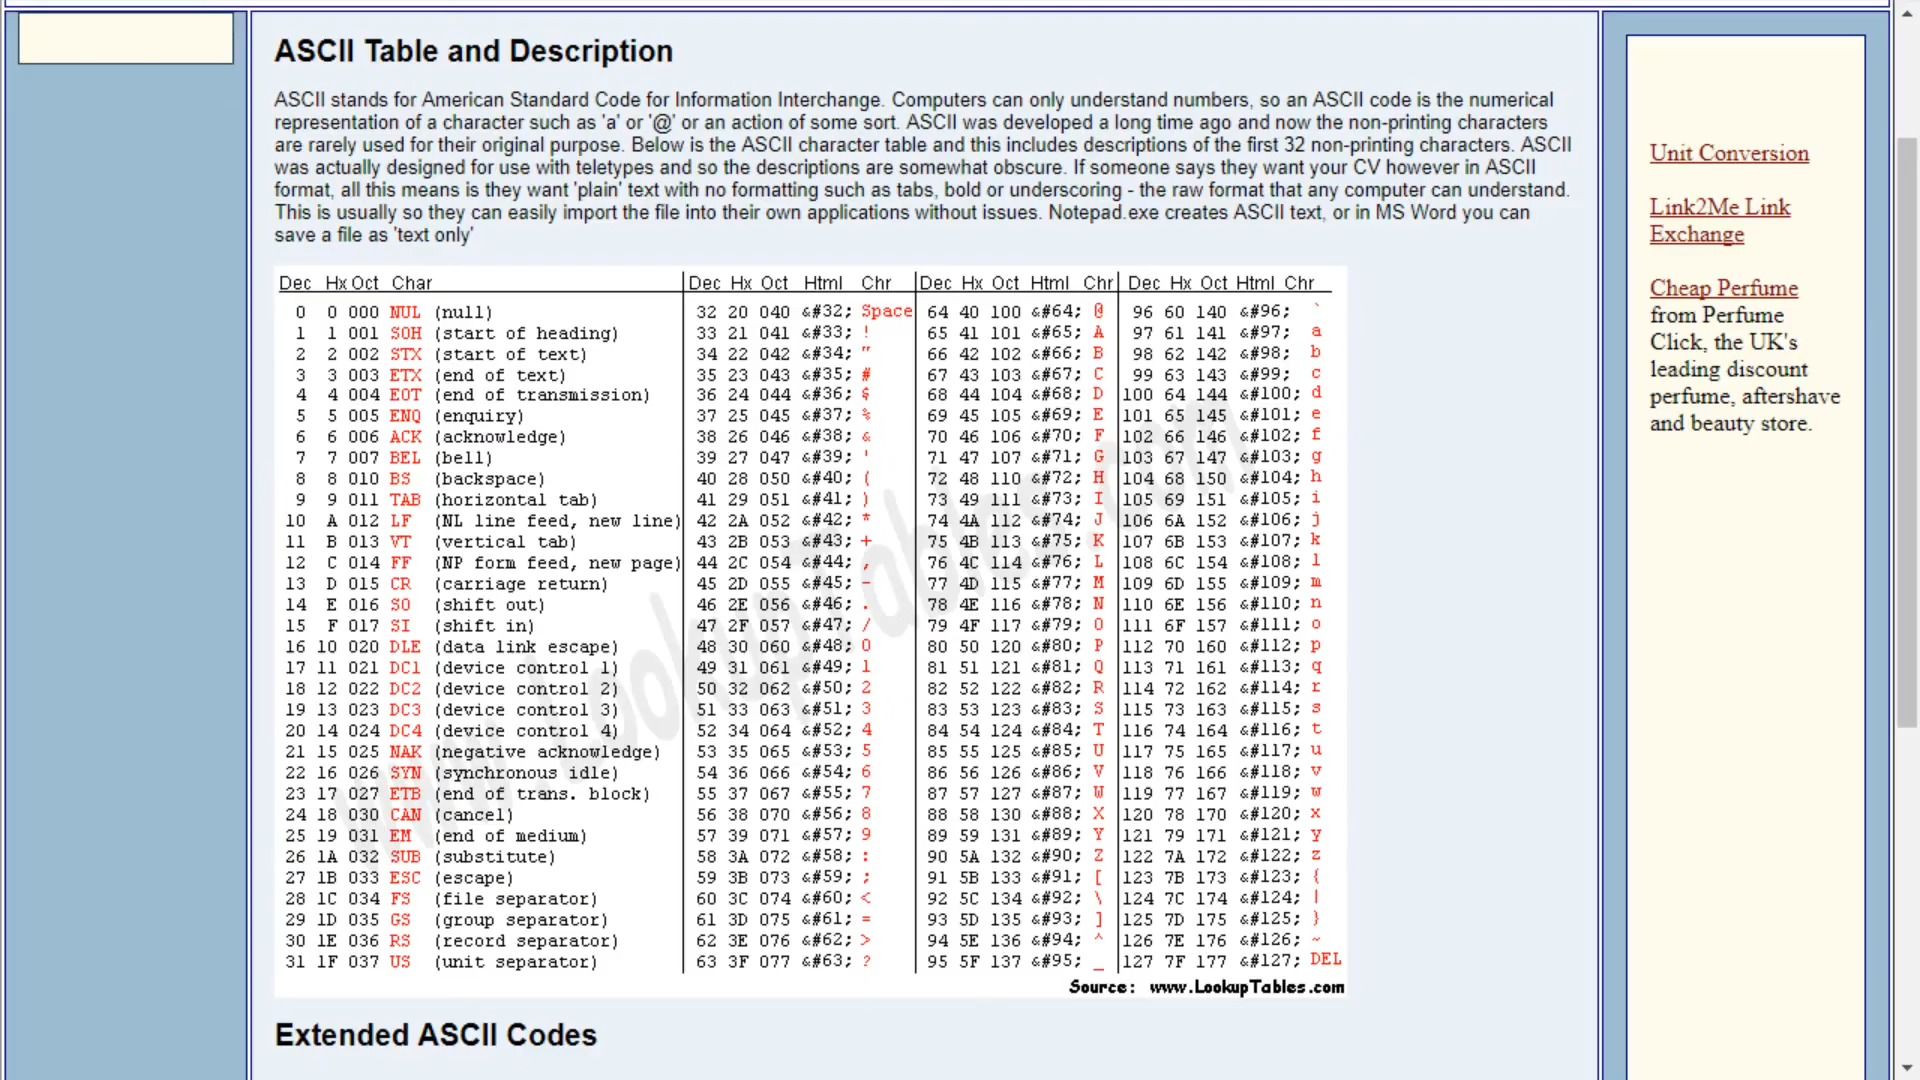 ASCII Table and Description
ASCII stands for American Standard Code for Information Interchange. Computers can only understand numbers, so an ASCII code is the numerical
representation of a character such as 'a' or '@' or an action of some sort. ASCII was developed a long time ago and now the non-printing characters
are rarely used for their original purpose. Below is the ASCII character table and this includes descriptions of the first 32 non-printing characters. ASCII
was actually designed for use with teletypes and so the descriptions are somewhat obscure. If someone says they want your CV however in ASCII
format, all this means is they want 'plain' text with no formatting such as tabs, bold or underscoring - the raw format that any computer can understand.
This is usually so they can easily import the file into their own applications without issues. Notepad.exe creates ASCII text, or in MS Word you can
save a file as 'text only'
Dec Hx Oct Char Dec Hx Oct Html Chr Dec Hx Oct Html Chr Dec Hx Oct Html Chr
0 0 000 NUL (null) 32 20 040 &#32; Space 64 40 100 &#64; @ 96 60 140 &#96; `
1 1 001 SOH (start of heading) 33 21 041 &#33; ! 65 41 101 &#65; A 97 61 141 &#97; a
2 2 002 STX (start of text) 34 22 042 &#34; " 66 42 102 &#66; B 98 62 142 &#98; b
3 3 003 ETX (end of text) 35 23 043 &#35; # 67 43 103 &#67; C 99 63 143 &#99; c
4 4 004 EOT (end of transmission) 36 24 044 &#36; $ 68 44 104 &#68; D 100 64 144 &#100; d
5 5 005 ENQ (enquiry) 37 25 045 &#37; % 69 45 105 &#69; E 101 65 145 &#101; e
6 6 006 ACK (acknowledge) 38 26 046 &#38; & 70 46 106 &#70; F 102 66 146 &#102; f
7 7 007 BEL (bell) 39 27 047 &#39; ' 71 47 107 &#71; G 103 67 147 &#103; g
8 8 010 BS (backspace) 40 28 050 &#40; ( 72 48 110 &#72; H 104 68 150 &#104; h
9 9 011 TAB (horizontal tab) 41 29 051 &#41; ) 73 49 111 &#73; I 105 69 151 &#105; i
10 A 012 LF (NL line feed, new line) 42 2A 052 &#42; * 74 4A 112 &#74; J 106 6A 152 &#106; j
11 B 013 VT (vertical tab) 43 2B 053 &#43; + 75 4B 113 &#75; K 107 6B 153 &#107; k
12 C 014 FF (NP form feed, new page) 44 2C 054 &#44; , 76 4C 114 &#76; L 108 6C 154 &#108; l
13 D 015 CR (carriage return) 45 2D 055 &#45; - 77 4D 115 &#77; M 109 6D 155 &#109; m
14 E 016 SO (shift out) 46 2E 056 &#46; . 78 4E 116 &#78; N 110 6E 156 &#110; n
15 F 017 SI (shift in) 47 2F 057 &#47; / 79 4F 117 &#79; O 111 6F 157 &#111; o
16 10 020 DLE (data link escape) 48 30 060 &#48; 0 80 50 120 &#80; P 112 70 160 &#112; p
17 11 021 DC1 (device control 1) 49 31 061 &#49; 1 81 51 121 &#81; Q 113 71 161 &#113; q
18 12 022 DC2 (device control 2) 50 32 062 &#50; 2 82 52 122 &#82; R 114 72 162 &#114; r
19 13 023 DC3 (device control 3) 51 33 063 &#51; 3 83 53 123 &#83; S 115 73 163 &#115; s
20 14 024 DC4 (device control 4) 52 34 064 &#52; 4 84 54 124 &#84; T 116 74 164 &#116; t
21 15 025 NAK (negative acknowledge) 53 35 065 &#53; 5 85 55 125 &#85; U 117 75 165 &#117; u
22 16 026 SYN (synchronous idle) 54 36 066 &#54; 6 86 56 126 &#86; V 118 76 166 &#118; v
23 17 027 ETB (end of trans. block) 55 37 067 &#55; 7 87 57 127 &#87; W 119 77 167 &#119; w
24 18 030 CAN (cancel) 56 38 070 &#56; 8 88 58 130 &#88; X 120 78 170 &#120; x
25 19 031 EM (end of medium) 57 39 071 &#57; 9 89 59 131 &#89; Y 121 79 171 &#121; y
26 1A 032 SUB (substitute) 58 3A 072 &#58; : 90 5A 132 &#90; Z 122 7A 172 &#122; z
27 1B 033 ESC (escape) 59 3B 073 &#59; ; 91 5B 133 &#91; [ 123 7B 173 &#123; {
28 1C 034 FS (file separator) 60 3C 074 &#60; < 92 5C 134 &#92; \ 124 7C 174 &#124; |
29 1D 035 GS (group separator) 61 3D 075 &#61; = 93 5D 135 &#93; ] 125 7D 175 &#125; }
30 1E 036 RS (record separator) 62 3E 076 &#62; > 94 5E 136 &#94; ^ 126 7E 176 &#126; ~
31 1F 037 US (unit separator) 63 3F 077 &#63; ? 95 5F 137 &#95; _ 127 7F 177 &#127; DEL
www.LookupTables.com
Source: www.LookupTables.com
Extended ASCII Codes
Unit Conversion
Link2Me Link
Exchange
Cheap Perfume
from Perfume
Click, the UK's
leading discount
perfume, aftershave
and beauty store.